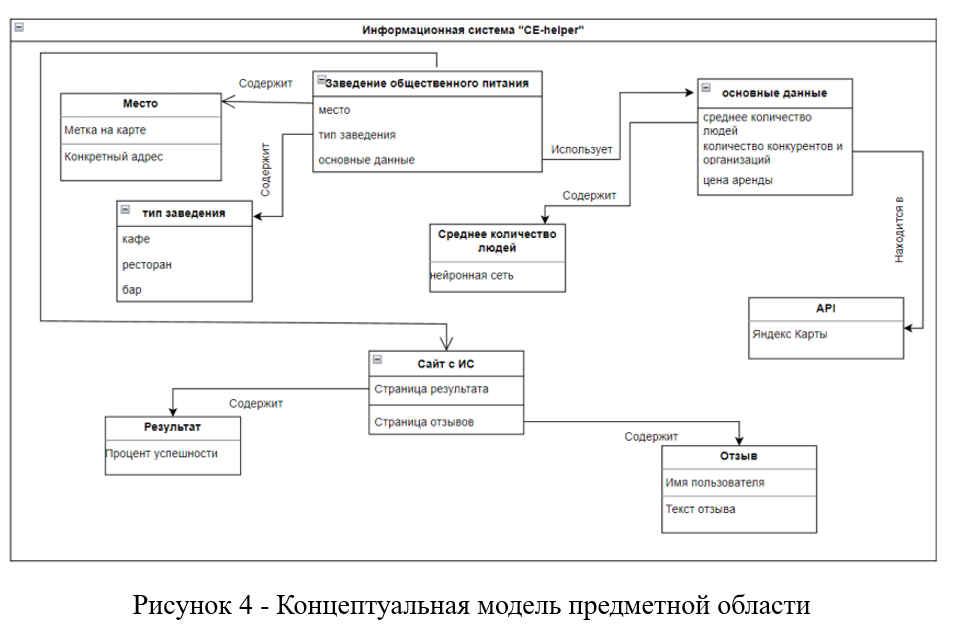 Информационная система "CE-helper"
Содержит
Заведение общественного питания
место
тип заведения
основные данные
Место
Метка на карте
Конкретный адрес
Содержит
тип заведения
кафе
ресторан
бар
Использует
основные данные
среднее количество
людей
количество конкурентов и
организаций
цена аренды
Содержит
Среднее количество
людей
нейронная сеть
Находится в
API
Яндекс Карты
Сайт с ИС
Страница результата
Страница отзывов
Содержит
Результат
Процент успешности
Содержит
Отзыв
Имя пользователя
Текст отзыва
Рисунок 4 - Концептуальная модель предметной области